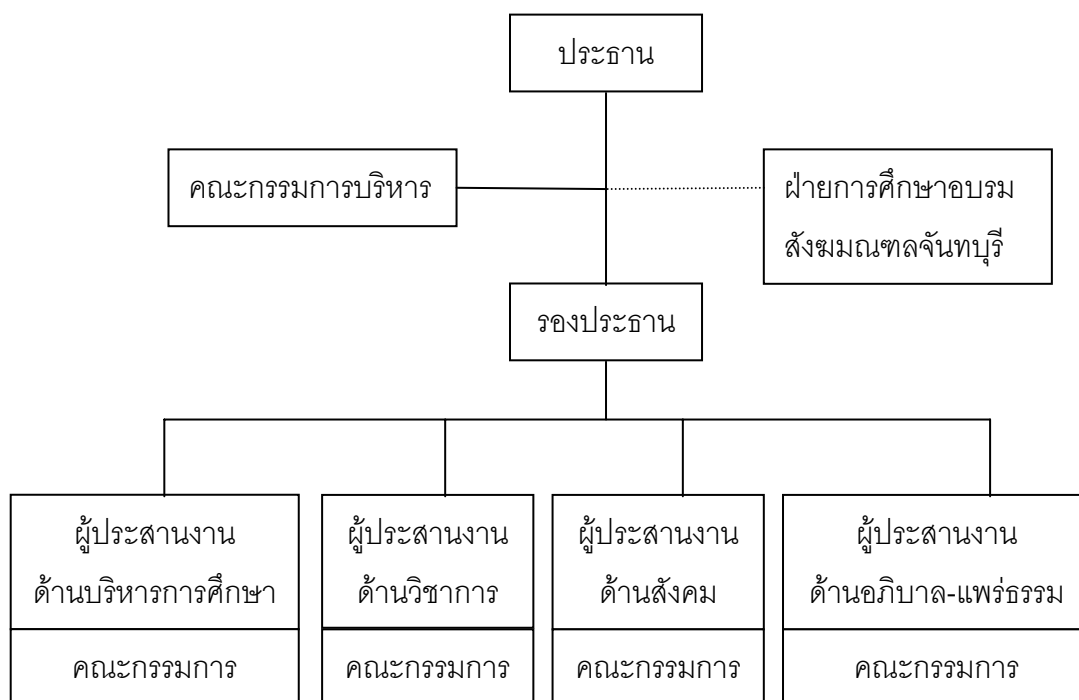 ประธาน
คณะกรรมการบริหาร
ฝ่ายการศึกษาอบรม
สังฆมณฑลจันทบุรี
รองประธาน
ผู้ประสานงาน
ด้านบริหารการศึกษา
คณะกรรมการ
ผู้ประสานงาน
ด้านวิชาการ
คณะกรรมการ
ผู้ประสานงาน
ด้านสังคม
คณะกรรมการ
ผู้ประสานงาน
ด้านอภิบาล-แพร่ธรรม
คณะกรรมการ